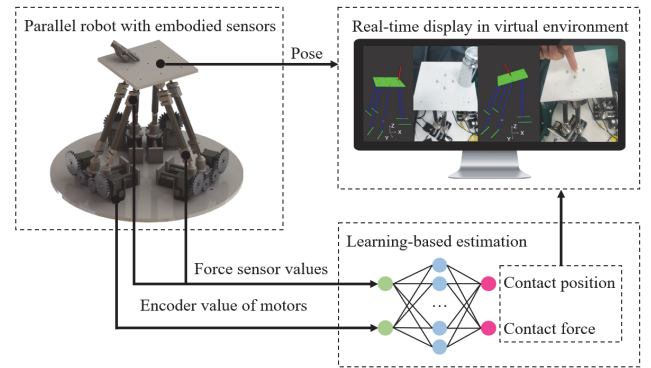 Parallel robot with embodied sensors
Real-time display in virtual environment
Pose
Z
X
Y
Z
X
Y
Learning-based estimation
Force sensor values
Contact position
Encoder value of motors
...
Contact force